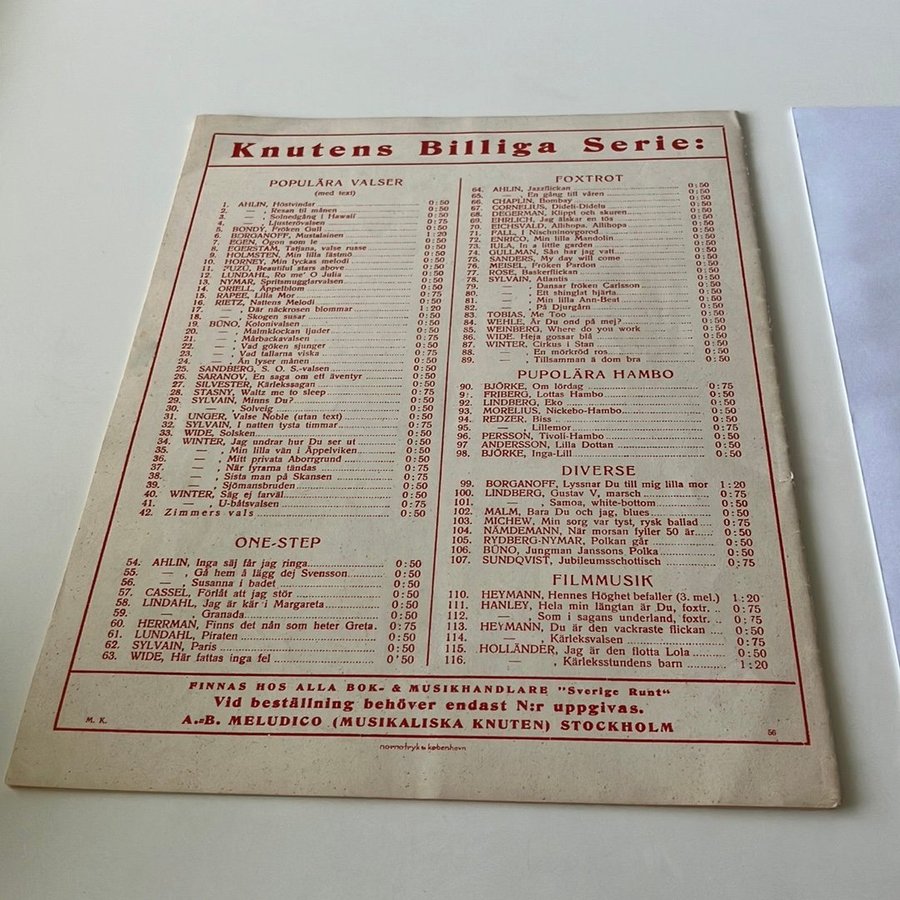 Knutens Billiga Serie:
POPULÄRA VALSER
(med text)
1. AHLIN, Höstvindar 0:50
2. — , Resan til månen 0:50
3. — , Solnedgång i Hawaii 0:50
4. — , Justerövalsen 0:75
5. BONDY, Fröken Gull 0:50
6. BORGANOFF, Mustalainen 1:20
7. EGEN, Ögon som le 0:50
8. EGERSTAM, Tatjana, valse russe 0:50
9. HOLMSTEN, Min lilla fästmö 0:50
10. HORNEY, Min lyckas melodi 0:50
11. FUZÚ, Beautiful stars above 0:50
12. LUNDAHL, Ro me' O Julia 0:50
13. NYMAR, Spritsmugglarvalsen 0:50
14. ORIELL, Äppelblom 0:50
15. RAPÉE, Lilla Mor 0:75
16. RIETZ, Nattens Melodi 0:50
17. — , Där näckrosen blommar 1:20
18. — , Skogen susar 0:50
19. BÜNO, Kolonivalsen 0:50
20. — , Malmklockan ljuder 0:50
21. — , Mårbackavalsen 0:75
22. — , Vad göken sjunger 0:50
23. — , Vad tallarna viska 0:75
24. — , Än lyser månen 0:50
25. SANDBERG, S. O. S.-valsen 0:50
26. SARANOV, En saga om ett äventyr 0:50
27. SILVESTER, Kärlekssagan 0:50
28. STASNY, Waltz me to sleep 0:75
29. SYLVAIN, Minns Du? 0:50
30. — Solveig 0:50
31. UNGER, Valse Noble (utan text) 0:50
32. SYLVAIN, I natten tysta timmar 0:75
33. WIDE, Solsken 0:50
34. WINTER, Jag undrar hur Du ser ut 0:50
35. — , Min lilla vän i Äppelviken 0:50
36. — , Mitt privata Aborrgrund 0:50
37. — , När fyrarna tändas 0:75
38. — , Sista man på Skansen 0:75
39. — , Sjömansbruden 0:50
40. WINTER, Säg ej farväl 0:50
41. — , U-båtsvalsen 0:75
42. Zimmers vals 0:50
ONE-STEP
54. AHLIN, Inga säj får jag ringa 0:50
55. — , Gå hem å lägg dej Svensson 0:50
56. — , Susanna i badet 0:50
57. CASSEL, Förlåt att jag stör 0:50
58. LINDAHL, Jag är kär i Margareta 0:50
59. — , Granada 0:50
60. HERRMAN, Finns det nån som heter Greta. 0:75
61. LUNDAHL, Piraten 0:50
62. SYLVAIN, Paris 0:50
63. WIDE, Här fattas inga fel 0'50
FOXTROT
64. AHLIN, Jazzflickan 0:50
65. — , En gång till våren 0:50
66. CHAPLIN, Bombay 0:50
67. CORNELIUS, Dideli-Didelu 0:50
68. DEGERMAN, Klippt och skuren 0:50
69. EHRLICH, Jag älskar en tös 0:50
70. EICHSVALD, Allihopa, Allihopa 0:50
71. FALL, I Nischninovgorod 0:50
72. ENRICO, Min lilla Mandolin 0:50
73. IULA, In a little garden 0:50
74. KULLMAN, Sån har jag vatt 0:50
75. SANDERS, My day will come 0:50
76. MEISEL, Fröken Pardon 0:50
77. ROSE, Baskerflickan 0:50
78. SYLVAIN, Atlantis 0:50
79. — , Dansar fröken Carlsson 0:50
80. — , Ett shinglat hjärta 0:50
81. — , Min lilla Ann-Beat 0:50
82. — , På Djurgårn 0:50
83. TOBIAS, Me Too 0:50
84. WEHLE, Är Du ond på mej? 0:50
85. WEINBERG, Where do you work 0:50
86. WIDE, Heja gossar blå 0:50
87. WINTER, Cirkus i Stan 0:50
88. — , En mörkröd ros 0:50
89. — , Tillsamman å dom bra 0:50
PUPOLÄRA HAMBO
90. BJÖRKE, Om lördag 0:75
91. FRIBERG, Lottas Hambo 0:50
92. LINDBERG, Eko 0:50
93. MORELIUS, Nickebo-Hambo 0:50
94. REDZER, Biss 0:50
95. — , Lillemor 0:75
96. PERSSON, Tivoli-Hambo 0:50
97. ANDERSSON, Lilla Dottan 0:50
98. BJÖRKE, Inga-Lill 0:50
DIVERSE
99. BORGANOFF, Lyssnar Du till mig lilla mor 1:20
100. LINDBERG, Gustav V, marsch 0:75
101. — , Samoa, white-bottom 0:50
102. MALM, Bara Du och jag, blues 0:50
103. MICHEW, Min sorg var tyst, rysk ballad 0:75
104. NÄMDEMANN, När morsan fyller 50 år 0:50
105. RYDBERG-NYMAR, Polkan går 0:50
106. BÜNO, Jungman Janssons Polka 0:50
107. SUNDQVIST, Jubileumsschottisch 0:75
FILMMUSIK
110. HEYMANN, Hennes Höghet befaller (3. mel.) 1:20
111. HANLEY, Hela min längtan är Du, foxtr. 0:75
112. — , Som i sagans underland, foxtr. 0:75
113. HEYMANN, Du är den vackraste flickan 0:50
114. — , Kärleksvalsen 0:75
115. HOLLÄNDER, Jag är den flotta Lola 0:50
116. — , Kärleksstundens barn 1:20
FINNAS HOS ALLA BOK- & MUSIKHANDLARE "Sverige Runt"
Vid beställning behöver endast N:r uppgivas.
M. K. A.-B. MELUDICO (MUSIKALISKA KNUTEN) STOCKHOLM 56
nornotryk københavn